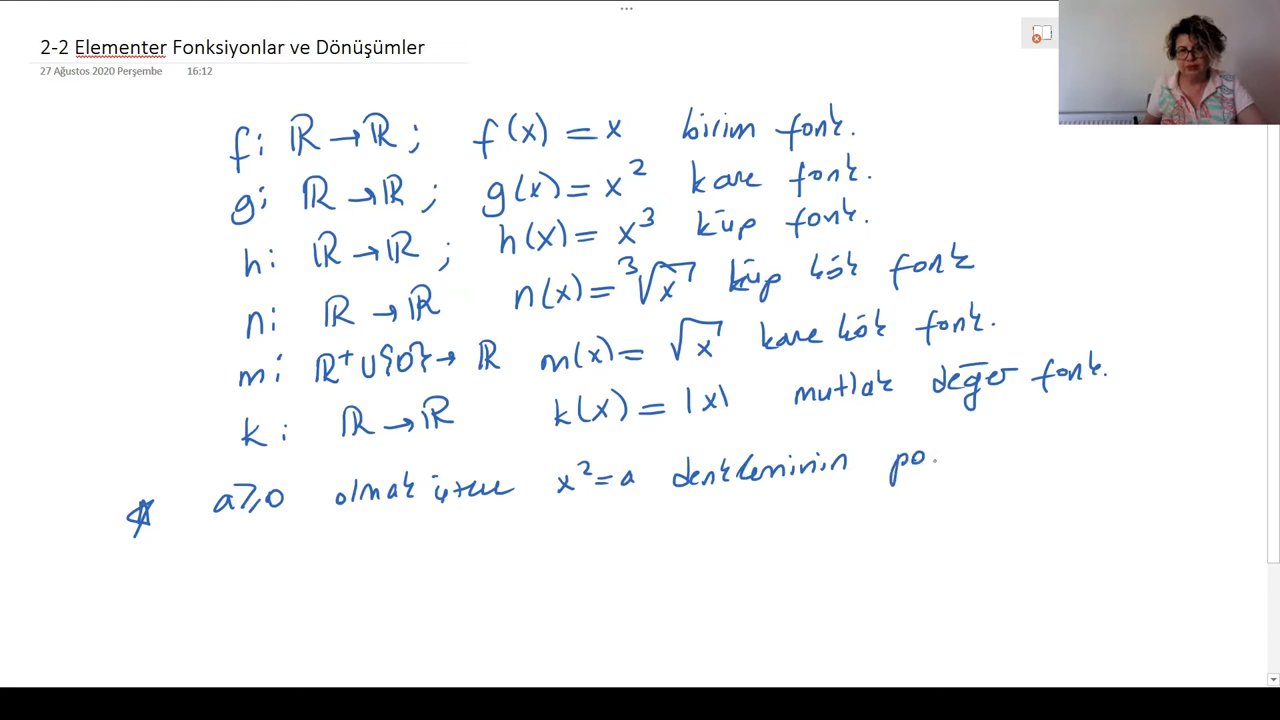 2-2 Elementer Fonksiyonlar ve Dönüşümler
27 Ağustos 2020 Perşembe 16:12
f: ℝ → ℝ ; f(x) = x birim fonk.
g: ℝ → ℝ ; g(x) = x² kare fonk.
h: ℝ → ℝ ; h(x) = x³ küp fonk.
n: ℝ → ℝ n(x) = ³√x küp kök fonk
m: ℝ⁺ ∪ {0} → ℝ m(x) = √x kare kök fonk.
k: ℝ → ℝ k(x) = |x| mutlak değer fonk.
a ≥ 0 olmak üzere x² = a denkleminin po